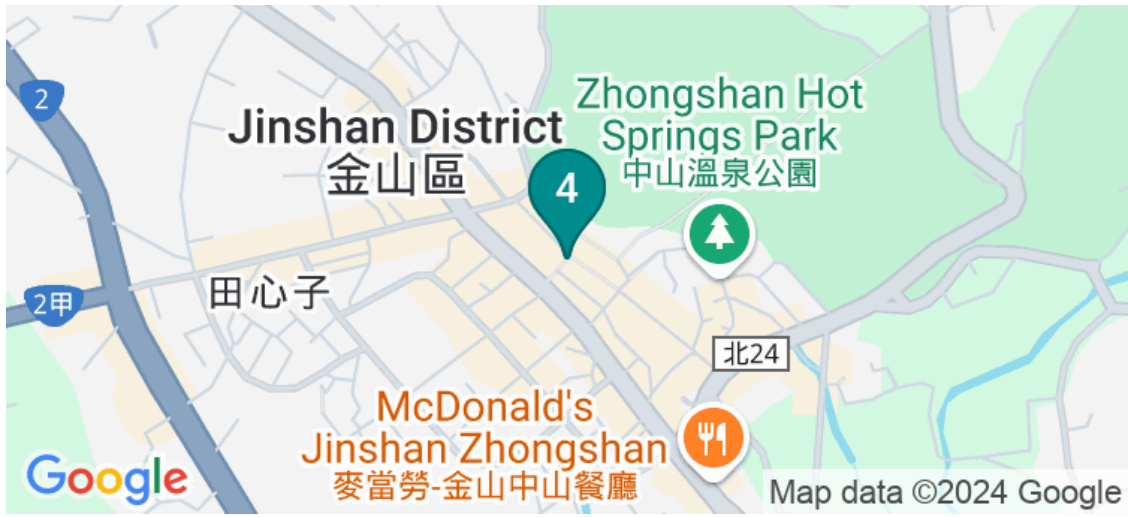 2
Jinshan District
金山區
Zhongshan Hot
Springs Park
中山溫泉公園
4
田心子
2甲
北24
McDonald's
Jinshan Zhongshan
麥當勞-金山中山餐廳
Google
Map data ©2024 Google